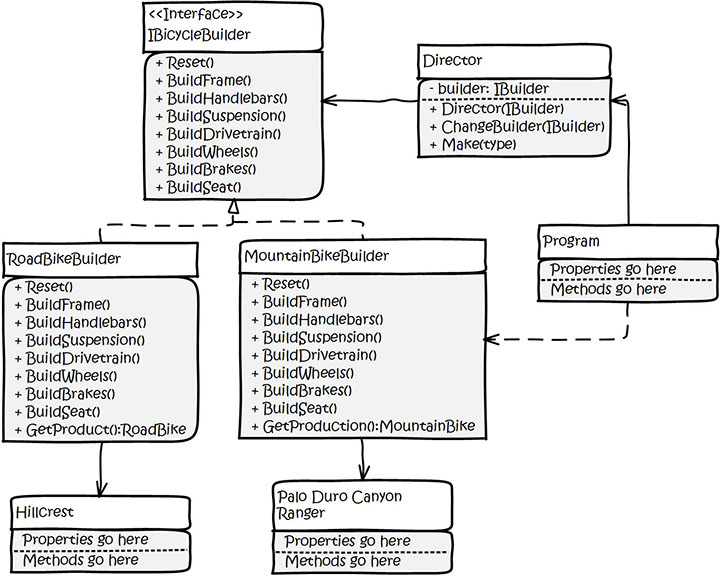 <<Interface>>
IBicycleBuilder
+ Reset()
+ BuildFrame()
+ BuildHandlebars()
+ BuildSuspension()
+ BuildDrivetrain()
+ BuildWheels()
+ BuildBrakes()
+ BuildSeat()
Director
- builder: IBuilder
+ Director(IBuilder)
+ ChangeBuilder(IBuilder)
+ Make(type)
Program
Properties go here
Methods go here
RoadBikeBuilder
+ Reset()
+ BuildFrame()
+ BuildHandlebars()
+ BuildSuspension()
+ BuildDrivetrain()
+ BuildWheels()
+ BuildBrakes()
+ BuildSeat()
+ GetProduct():RoadBike
MountainBikeBuilder
+ Reset()
+ BuildFrame()
+ BuildHandlebars()
+ BuildSuspension()
+ BuildDrivetrain()
+ BuildWheels()
+ BuildBrakes()
+ BuildSeat()
+ GetProduction():MountainBike
Hillcrest
Properties go here
Methods go here
Palo Duro Canyon
Ranger
Properties go here
Methods go here